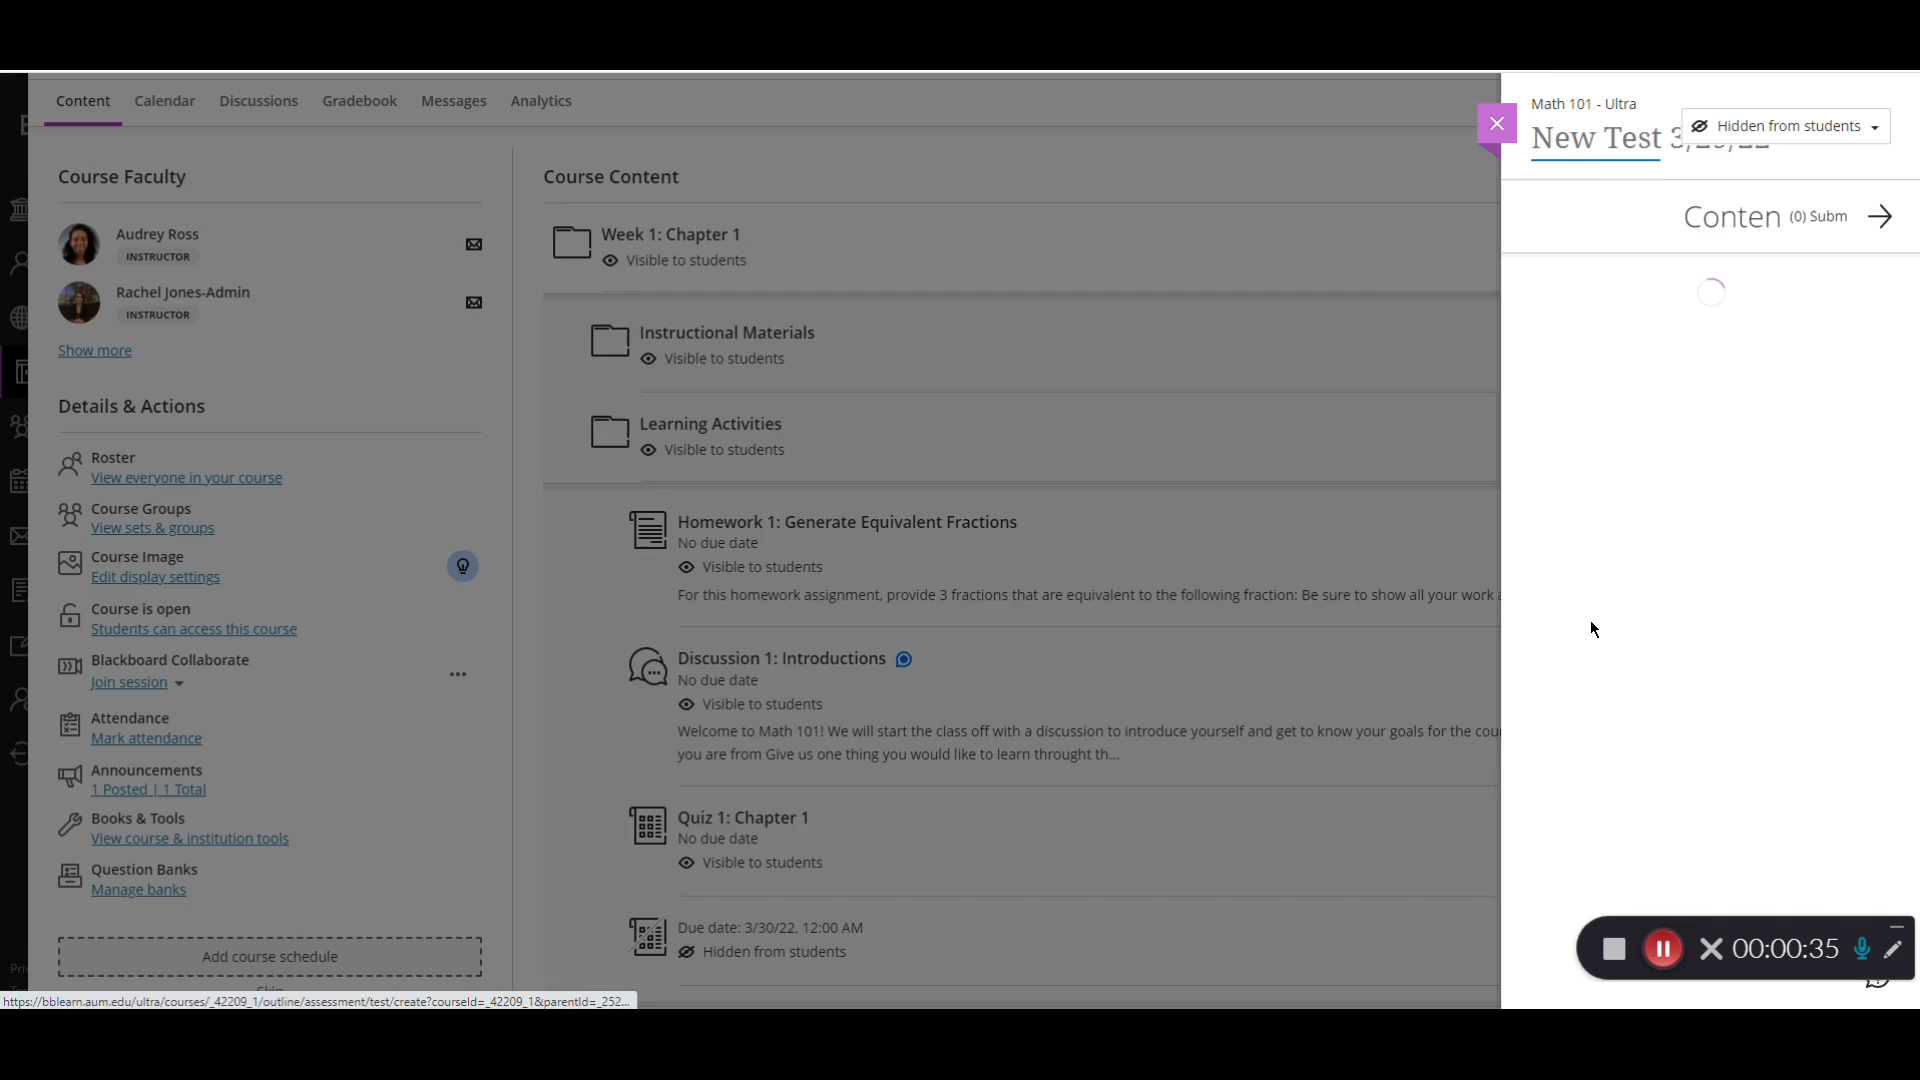 Content
Calendar
Discussions
Gradebook
Messages
Analytics
Course Faculty
Audrey Ross
INSTRUCTOR
Rachel Jones-Admin
INSTRUCTOR
Show more
Details & Actions
Roster
View everyone in your course
Course Groups
View sets & groups
Course Image
Edit display settings
Course is open
Students can access this course
Blackboard Collaborate
Join session
Attendance
Mark attendance
Announcements
1 Posted | 1 Total
Books & Tools
View course & institution tools
Question Banks
Manage banks
Add course schedule
https://bblearn.aum.edu/ultra/courses/_42209_1/outline/assessment/test/create?courseId=_42209_1&parentId=_252...
Course Content
Week 1: Chapter 1
Visible to students
Instructional Materials
Visible to students
Learning Activities
Visible to students
Homework 1: Generate Equivalent Fractions
No due date
Visible to students
For this homework assignment, provide 3 fractions that are equivalent to the following fraction: Be sure to show all your work
Discussion 1: Introductions
No due date
Visible to students
Welcome to Math 101! We will start the class off with a discussion to introduce yourself and get to know your goals for the
you are from Give us one thing you would like to learn throught th...
Quiz 1: Chapter 1
No due date
Visible to students
Due date: 3/30/22, 12:00 AM
Hidden from students
Math 101 - Ultra
New Test
Hidden from students
Conten (0) Subm
00:00:35